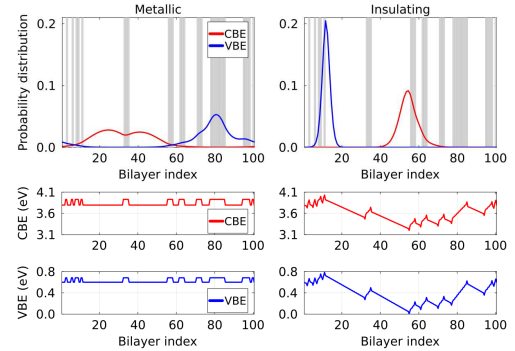 Metallic
Insulating
Probability distribution
0.2
0.1
0.0
CBE
VBE
20 40 60 80 100
Bilayer index
0.2
0.1
0.0
20 40 60 80 100
Bilayer index
CBE (eV)
4.1
3.6
3.1
CBE
20 40 60 80 100
4.1
3.6
3.1
20 40 60 80 100
VBE (eV)
0.8
0.4
0.0
VBE
20 40 60 80 100
Bilayer index
0.8
0.4
0.0
20 40 60 80 100
Bilayer index